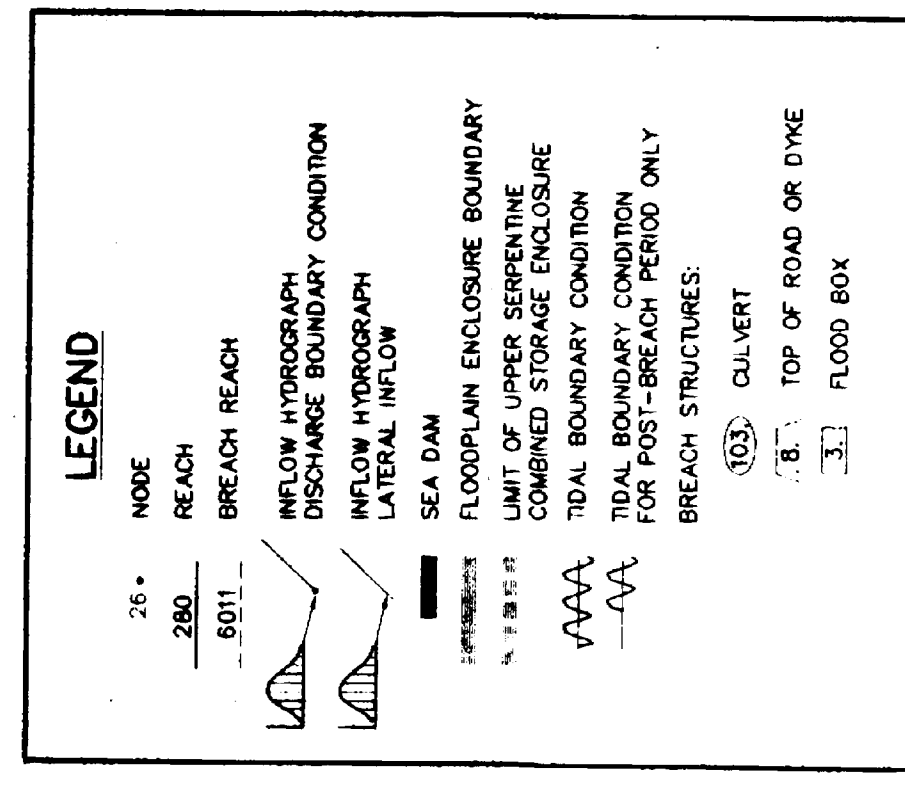 LEGEND
26 NODE
280 REACH
6011 BREACH REACH
INFLOW HYDROGRAPH
DISCHARGE BOUNDARY CONDITION
INFLOW HYDROGRAPH
LATERAL INFLOW
SEA DAM
FLOODPLAIN ENCLOSURE BOUNDARY
LIMIT OF UPPER SERPENTINE
COMBINED STORAGE ENCLOSURE
TIDAL BOUNDARY CONDITION
TIDAL BOUNDARY CONDITION
FOR POST-BREACH PERIOD ONLY
BREACH STRUCTURES:
103. CULVERT
8. TOP OF ROAD OR DYKE
3. FLOOD BOX